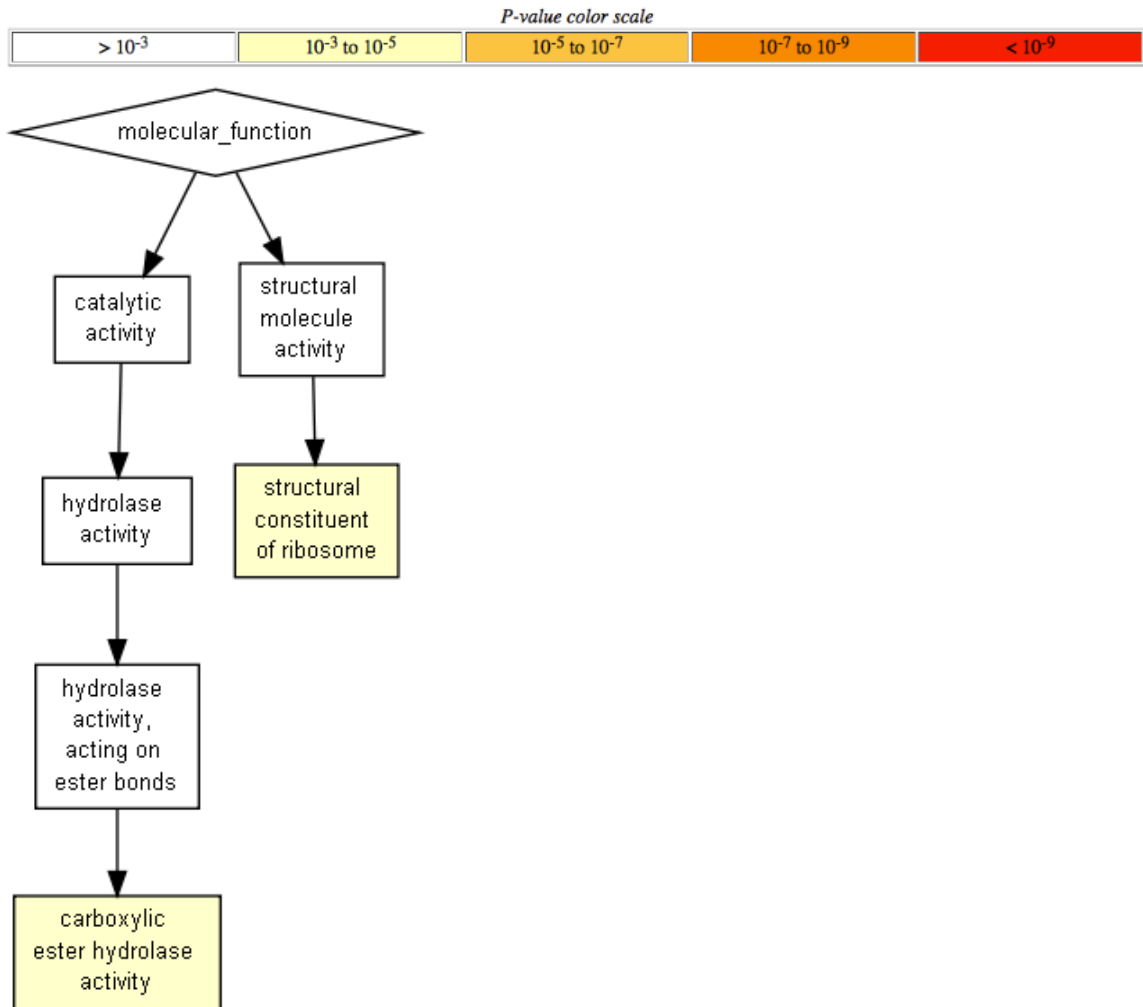 P-value color scale
> 10-3 10-3 to 10-5 10-5 to 10-7 10-7 to 10-9 < 10-9
molecular_function
catalytic
activity
structural
molecule
activity
hydrolase
activity
structural
constituent
of ribosome
hydrolase
activity,
acting on
ester bonds
carboxylic
ester hydrolase
activity